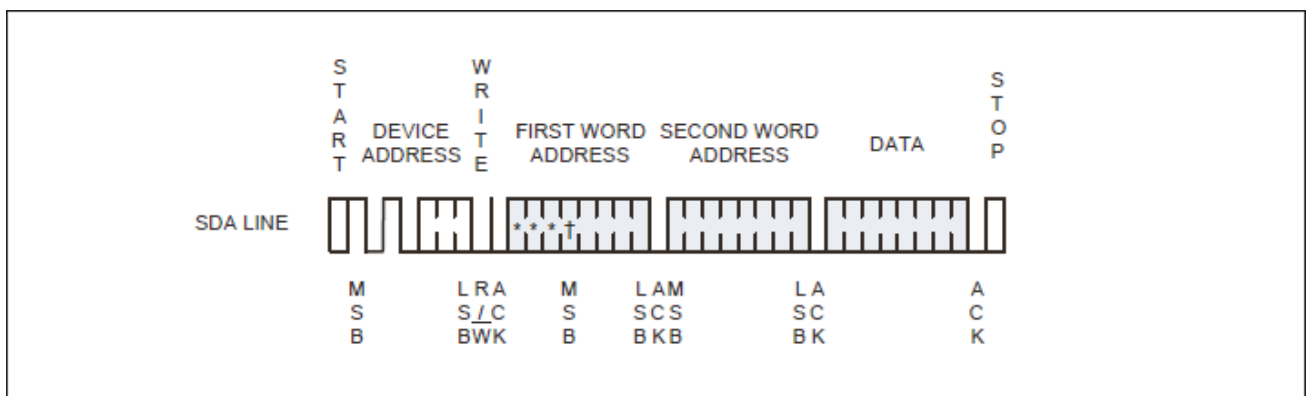 START
WRITE
STOP
DEVICE
ADDRESS
FIRST WORD
ADDRESS
SECOND WORD
ADDRESS
DATA
SDA LINE
* * * †
MSB
LSB
R/W
ACK
MSB
LSB
ACK
MSB
LSB
ACK
ACK